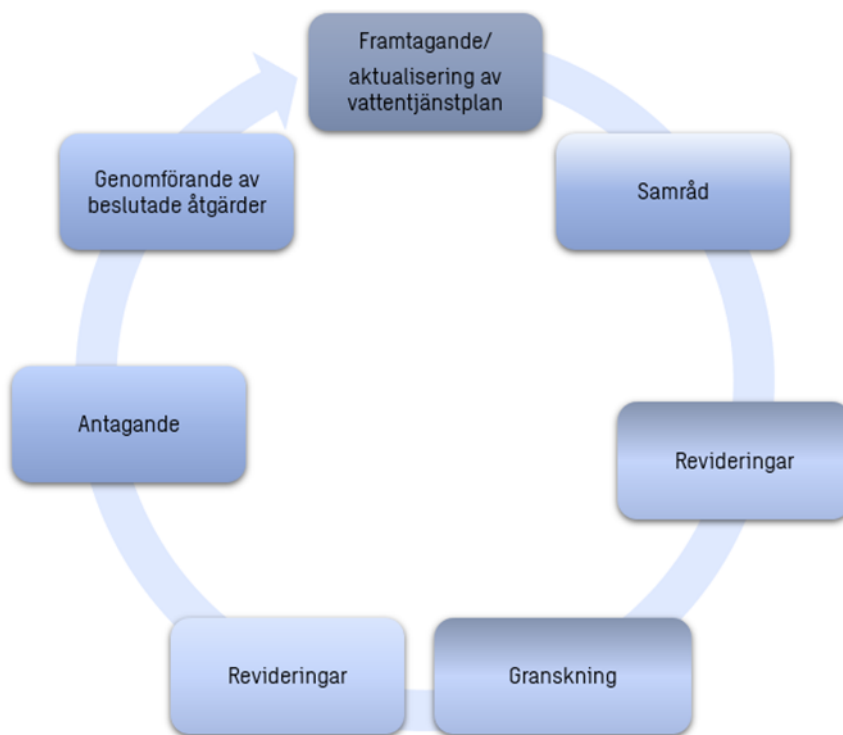 Framtagande/
aktualisering av
vattentjänstplan
Samråd
Revideringar
Granskning
Revideringar
Antagande
Genomförande av
beslutade åtgärder